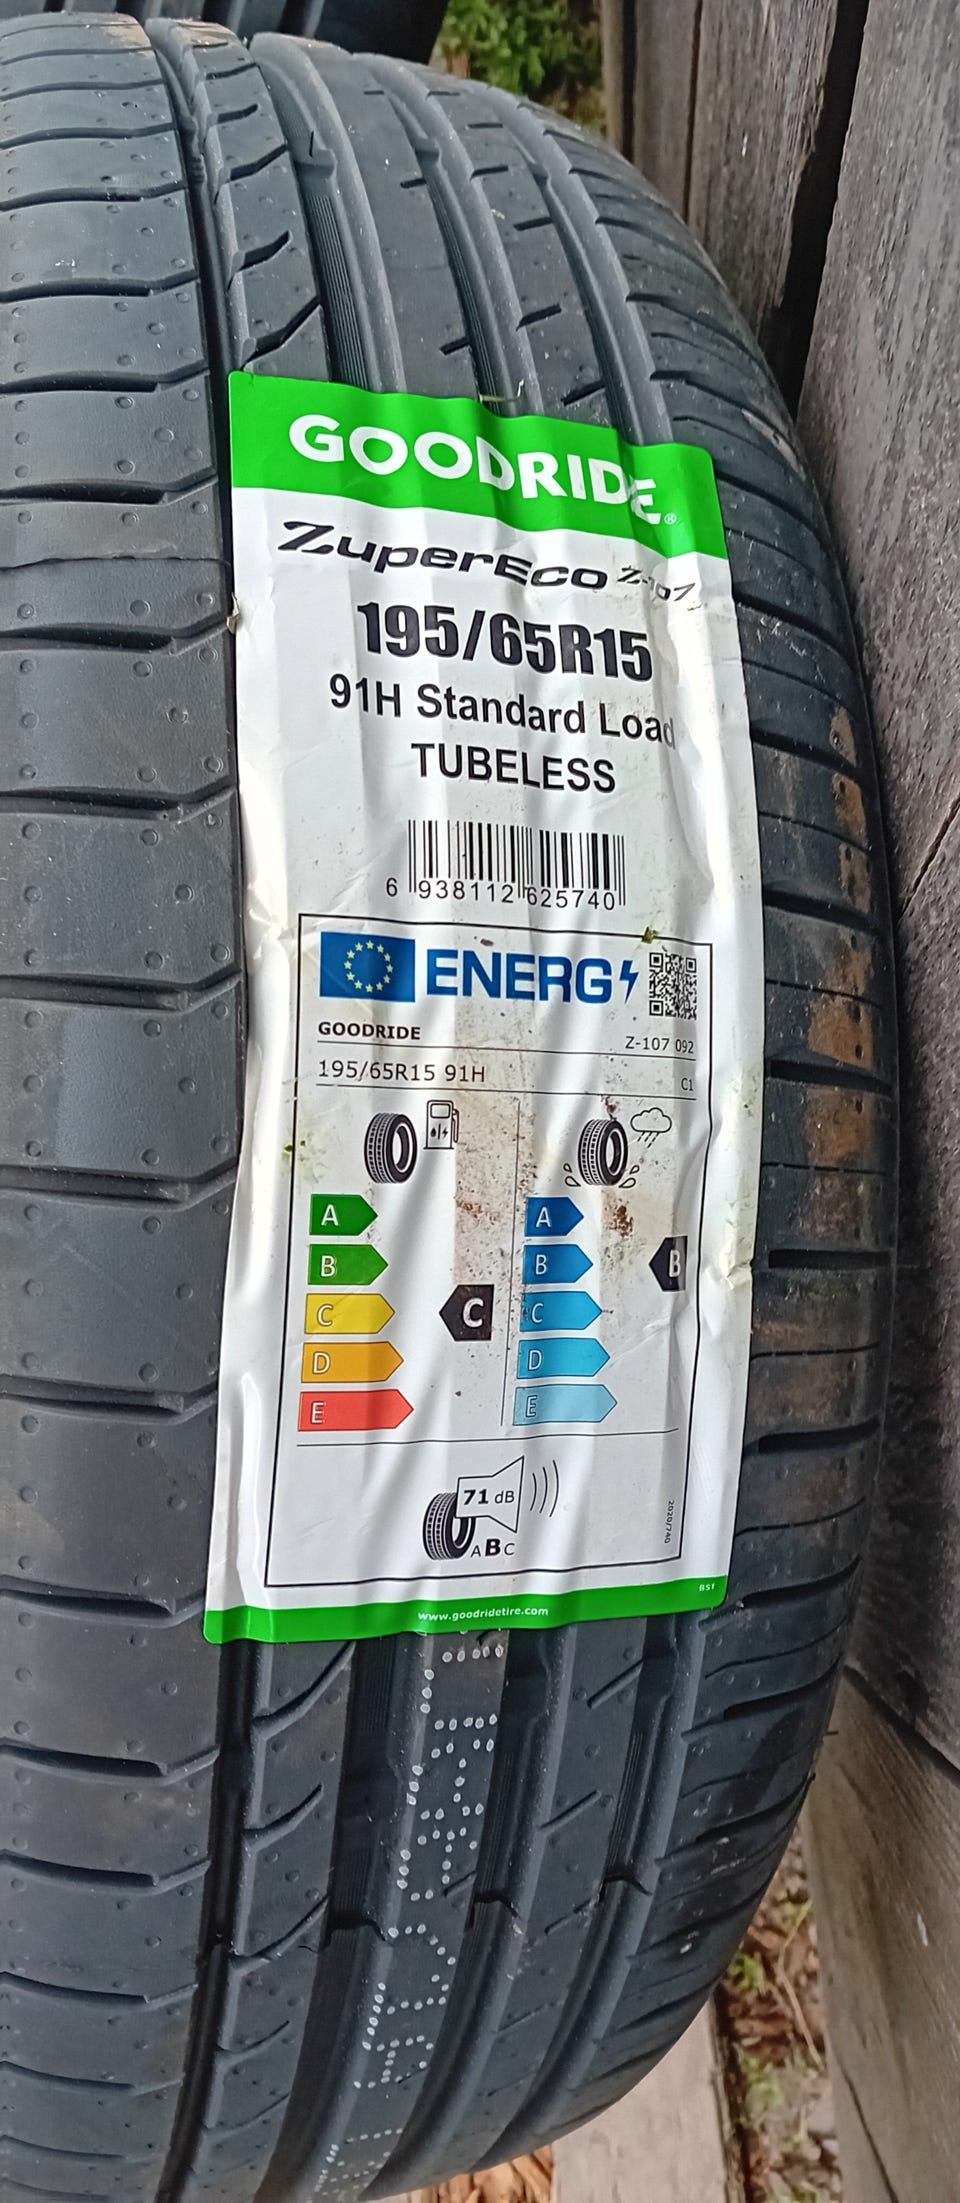 GOODRIDE®
ZuperEco Z-107
195/65R15
91H Standard Load
TUBELESS
6 938112 625740
ENERG
GOODRIDE
Z-107 092
195/65R15 91H
C1
A
A
B
B
B
C
C
C
D
D
E
E
71 dB
ABC
2020/740
BST
www.goodridetire.com